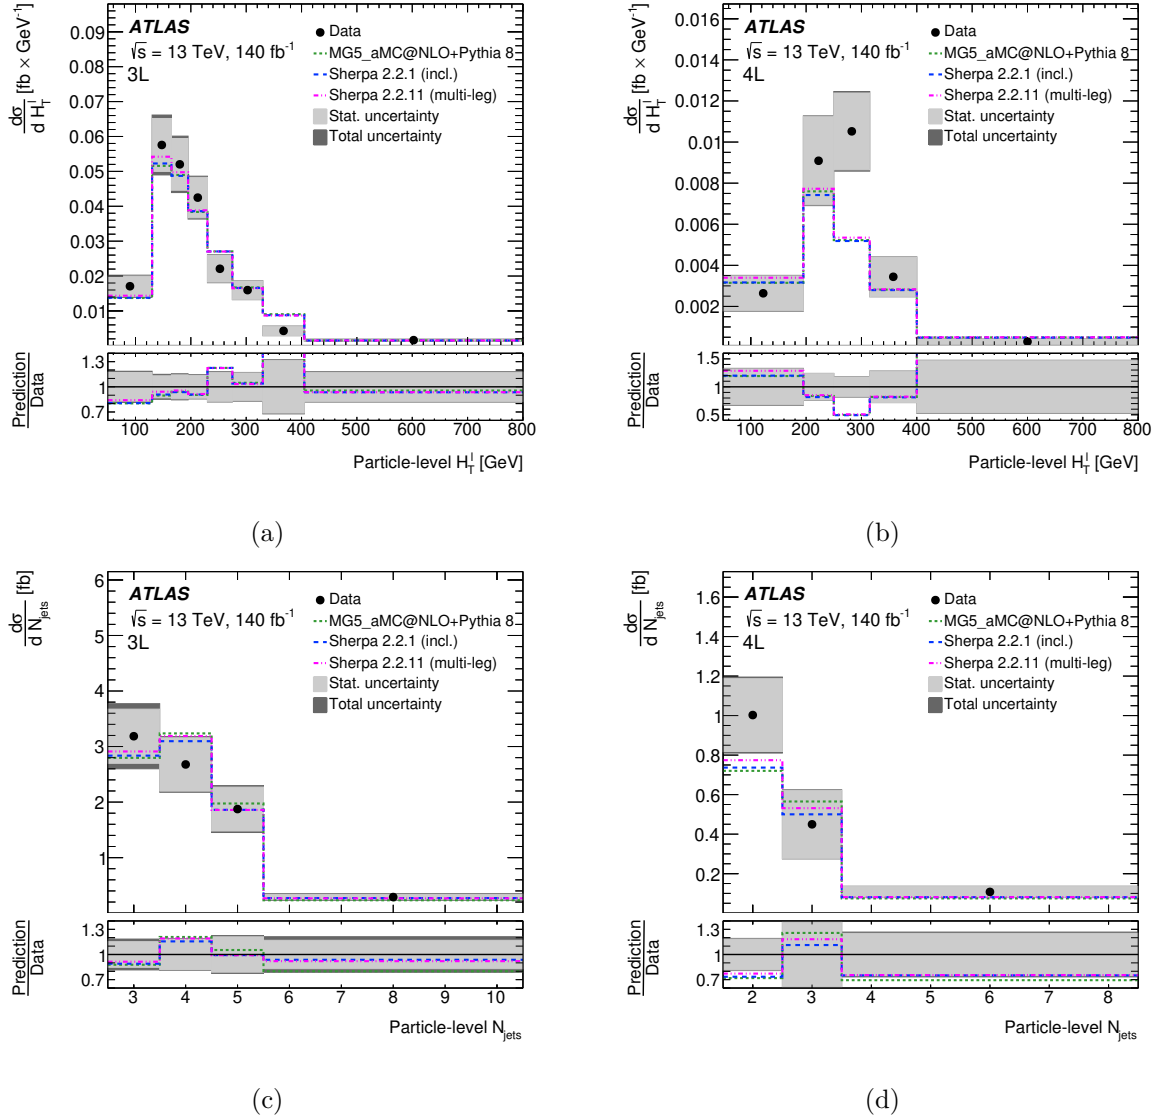 ATLAS
√s = 13 TeV, 140 fb-1
3L
Data
MG5_aMC@NLO+Pythia 8
Sherpa 2.2.1 (incl.)
Sherpa 2.2.11 (multi-leg)
Stat. uncertainty
Total uncertainty
dσ/d H_T^l [fb × GeV-1]
0.09
0.08
0.07
0.06
0.05
0.04
0.03
0.02
0.01
Prediction/Data
1.3
1
0.7
100 200 300 400 500 600 700 800
Particle-level H_T^l [GeV]
(a)
ATLAS
√s = 13 TeV, 140 fb-1
4L
Data
MG5_aMC@NLO+Pythia 8
Sherpa 2.2.1 (incl.)
Sherpa 2.2.11 (multi-leg)
Stat. uncertainty
Total uncertainty
dσ/d H_T^l [fb × GeV-1]
0.016
0.014
0.012
0.01
0.008
0.006
0.004
0.002
Prediction/Data
1.5
1
0.5
100 200 300 400 500 600 700 800
Particle-level H_T^l [GeV]
(b)
ATLAS
√s = 13 TeV, 140 fb-1
3L
Data
MG5_aMC@NLO+Pythia 8
Sherpa 2.2.1 (incl.)
Sherpa 2.2.11 (multi-leg)
Stat. uncertainty
Total uncertainty
dσ/d N_jets [fb]
6
5
4
3
2
1
Prediction/Data
1.3
1
0.7
3 4 5 6 7 8 9 10
Particle-level N_jets
(c)
ATLAS
√s = 13 TeV, 140 fb-1
4L
Data
MG5_aMC@NLO+Pythia 8
Sherpa 2.2.1 (incl.)
Sherpa 2.2.11 (multi-leg)
Stat. uncertainty
Total uncertainty
dσ/d N_jets [fb]
1.6
1.4
1.2
1
0.8
0.6
0.4
0.2
Prediction/Data
1.3
1
0.7
2 3 4 5 6 7 8
Particle-level N_jets
(d)